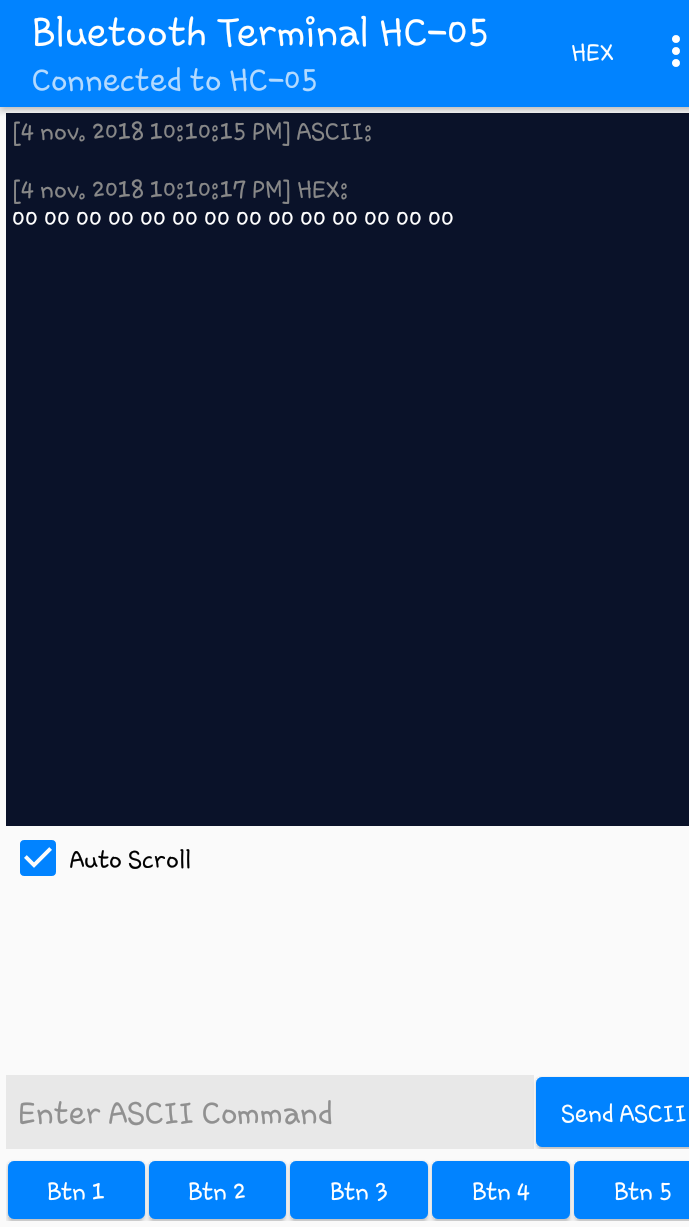 Bluetooth Terminal HC-05
Connected to HC-05
HEX
[4 nov. 2018 10:10:15 PM] ASCII:
[4 nov. 2018 10:10:17 PM] HEX:
00 00 00 00 00 00 00 00 00 00 00 00 00 00
Auto Scroll
Enter ASCII Command
Send ASCII
Btn 1
Btn 2
Btn 3
Btn 4
Btn 5